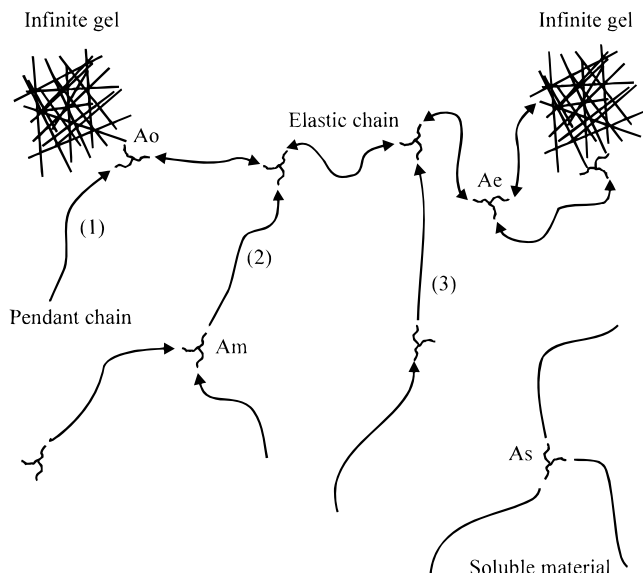 Infinite gel
Infinite gel
Ao
Elastic chain
Ae
(1)
(2)
(3)
Pendant chain
Am
As
Soluble material